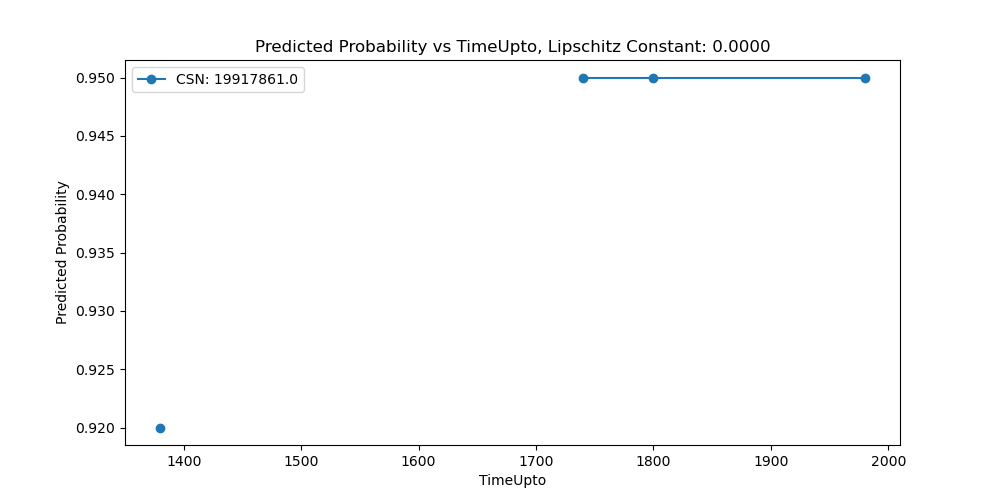 Predicted Probability vs TimeUpto, Lipschitz Constant: 0.0000
CSN: 19917861.0
Predicted Probability
0.950
0.945
0.940
0.935
0.930
0.925
0.920
1400 1500 1600 1700 1800 1900 2000
TimeUpto